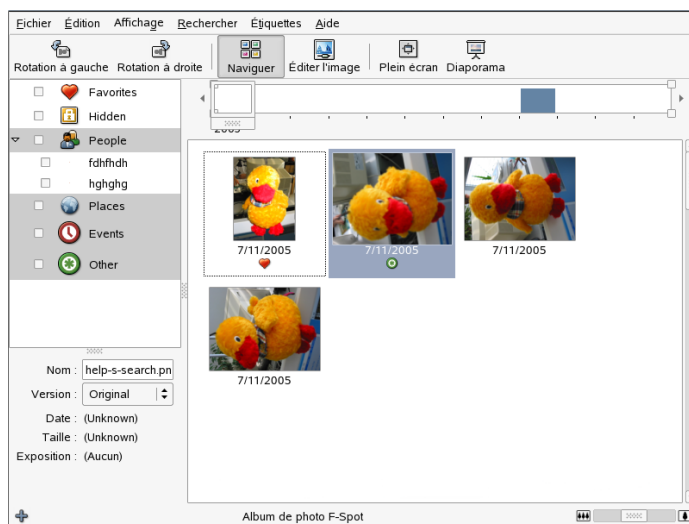 Fichier Édition Affichage Rechercher Étiquettes Aide
Rotation à gauche Rotation à droite Naviguer Éditer l'image Plein écran Diaporama
Favorites
Hidden
People
fdhfhdh
hghghg
Places
Events
Other
2005
7/11/2005 7/11/2005 7/11/2005
7/11/2005
Nom : help-s-search.pn
Version : Original
Date : (Unknown)
Taille : (Unknown)
Exposition : (Aucun)
Album de photo F-Spot